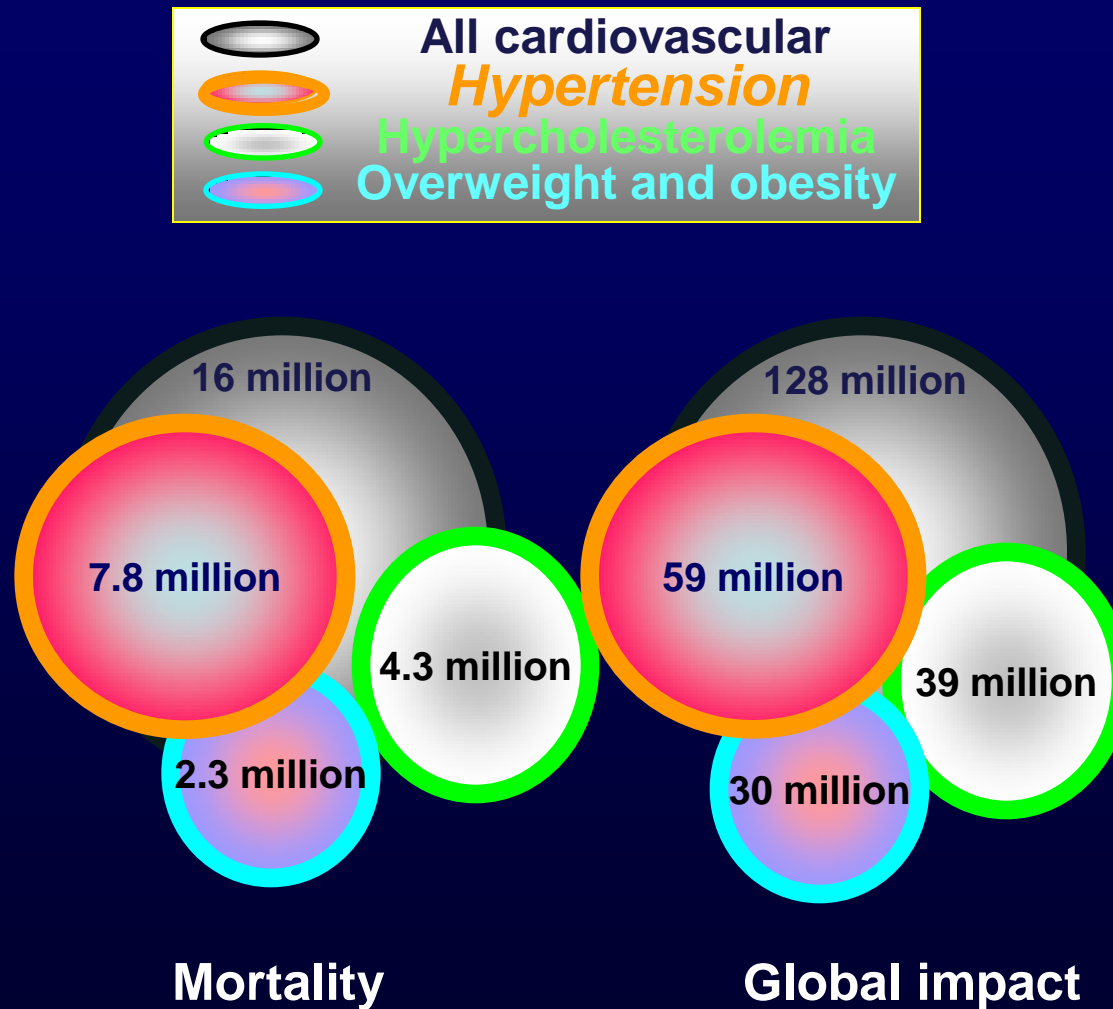 All cardiovascular
Hypertension
Hypercholesterolemia
Overweight and obesity
16 million
7.8 million
4.3 million
2.3 million
Mortality
128 million
59 million
39 million
30 million
Global impact